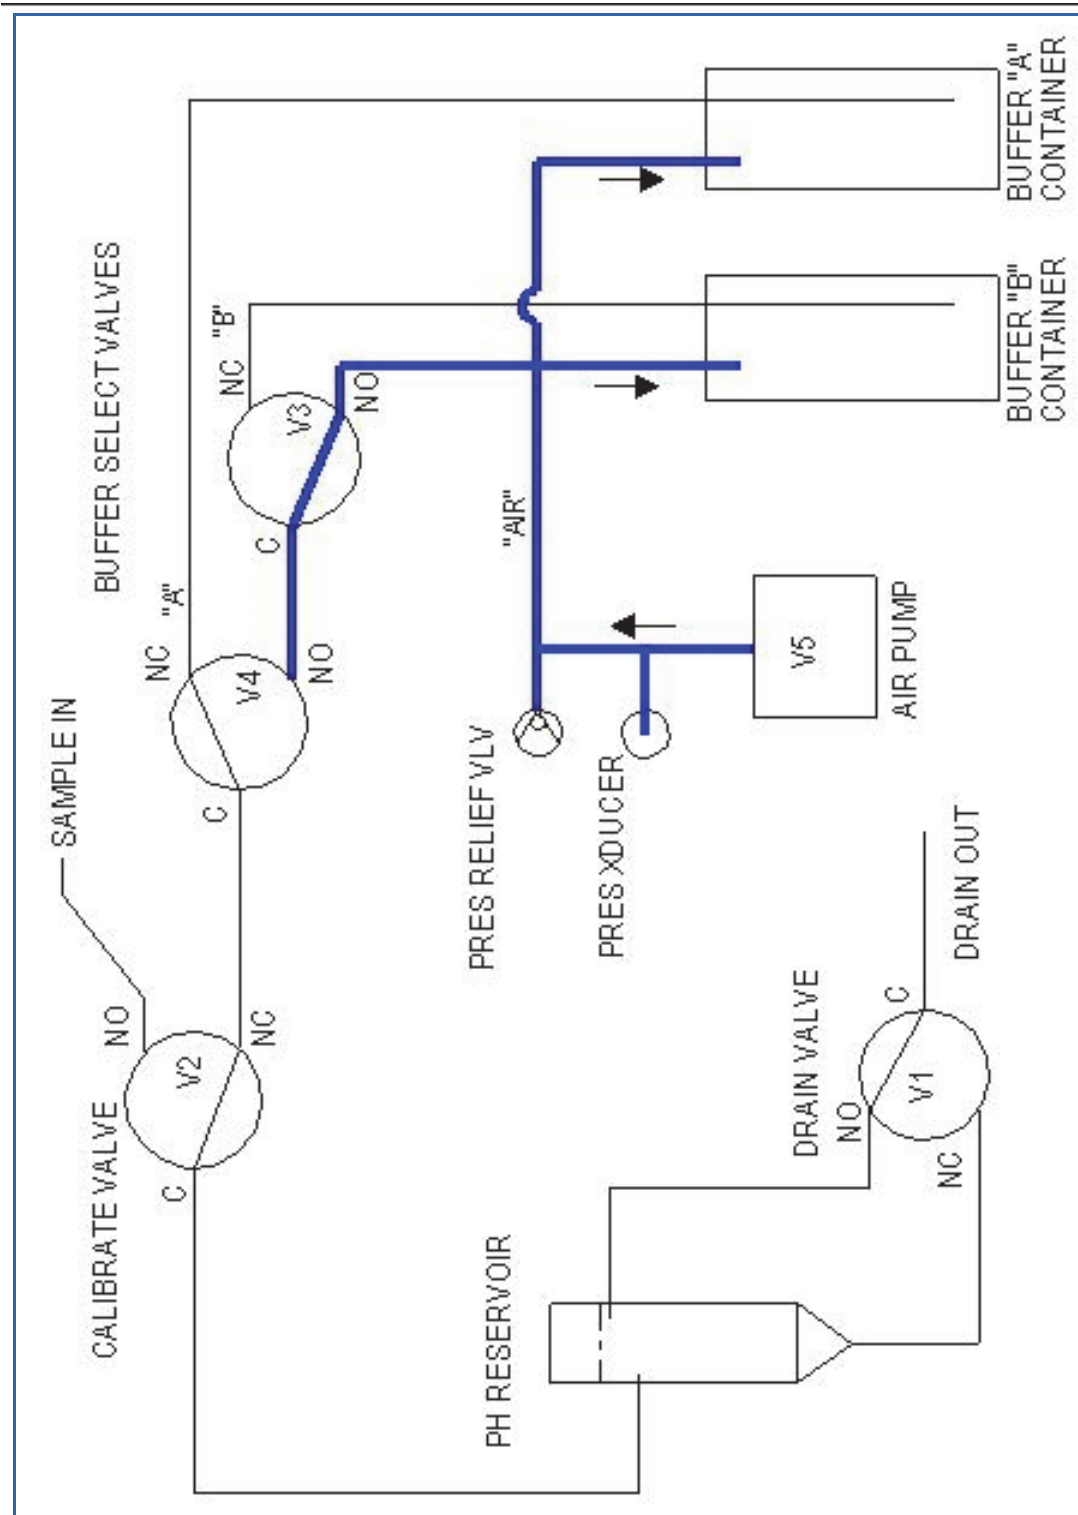 BUFFER SELECT VALVES
SAMPLE IN
"A"
"B"
NC
NO
V3
C
NC
NO
V4
C
NO
NC
V2
C
CALIBRATE VALVE
"AIR"
BUFFER "A"
CONTAINER
BUFFER "B"
CONTAINER
PRES RELIEF VLV
PRES XDUCER
V5
AIR PUMP
DRAIN OUT
DRAIN VALVE
C
NO
NC
V1
PH RESERVOIR